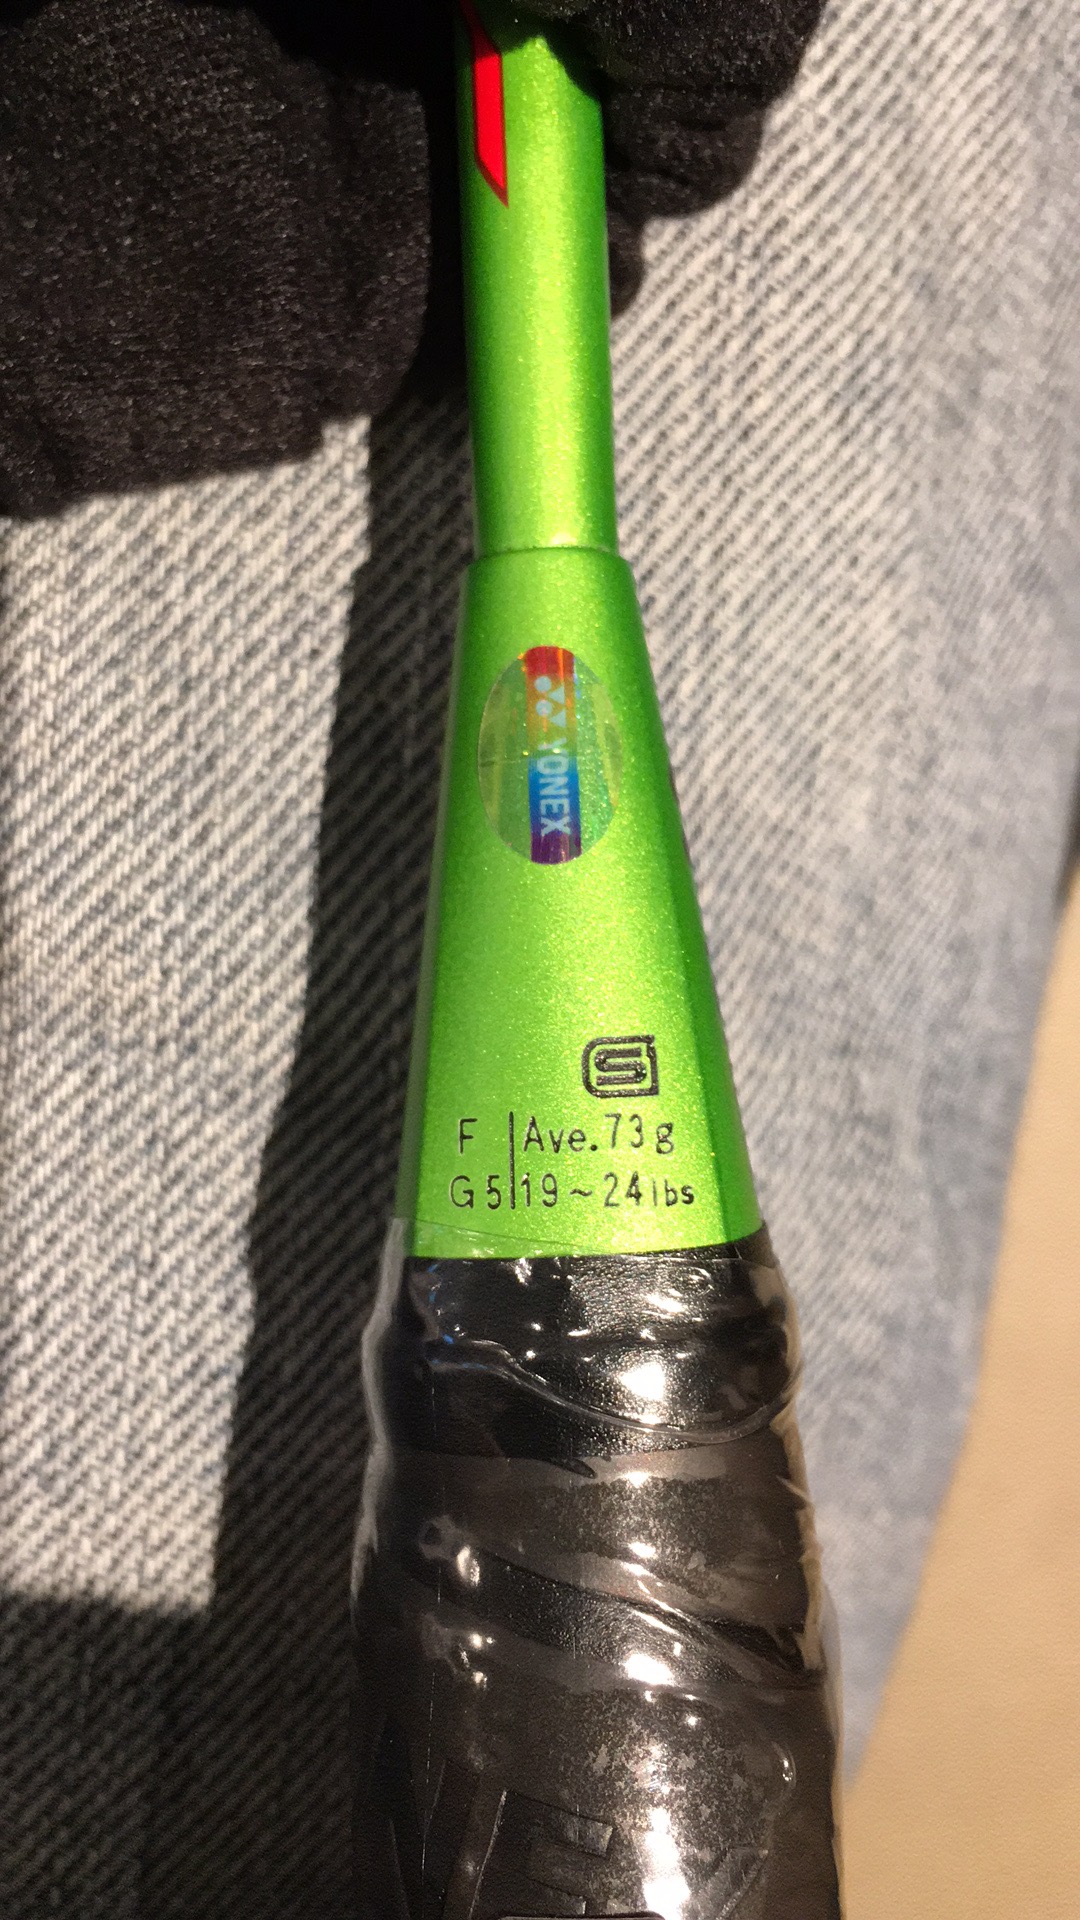 YONEX
S
F Ave. 73g
G5 19~24lbs